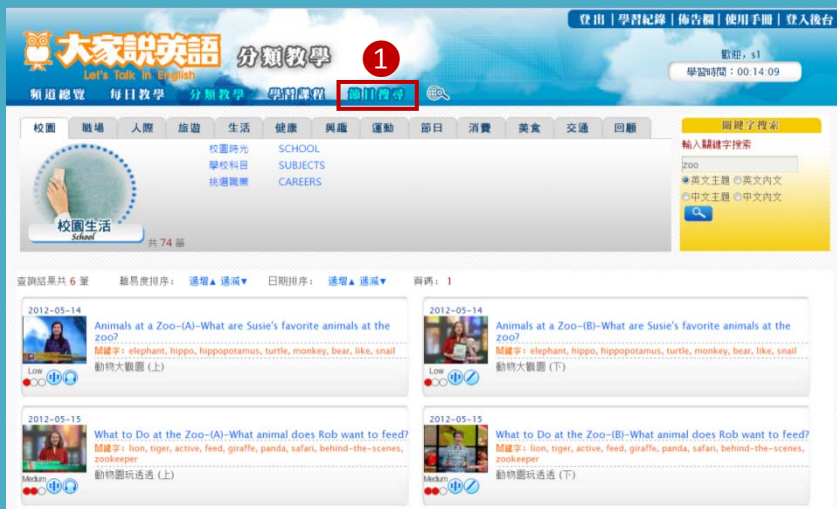 登出 | 學習紀錄 | 佈告欄 | 使用手冊 | 登入後台
大家說英語 分類教學
Let's Talk in English
1
歡迎, s1
學習時間：00:14:09
頻道總覽 每日教學 分類教學 學習課程 節目搜尋
校園 職場 人際 旅遊 生活 健康 興趣 運動 節日 消費 美食 交通 回顧
校園時光 SCHOOL
學校科目 SUBJECTS
挑選職業 CAREERS
校園生活
School
共 74 筆
關鍵字搜索
輸入關鍵字搜索
zoo
英文主題 英文內文
中文主題 中文內文
查詢結果共 6 筆 難易度排序： 遞增▲ 遞減▼ 日期排序： 遞增▲ 遞減▼ 頁碼： 1
2012-05-14
Animals at a Zoo-(A)-What are Susie's favorite animals at the
zoo?
關鍵字: elephant, hippo, hippopotamus, turtle, monkey, bear, like, snail
動物大觀園 (上)
Low
中
2012-05-14
Animals at a Zoo-(B)-What are Susie's favorite animals at the
zoo?
關鍵字: elephant, hippo, hippopotamus, turtle, monkey, bear, like, snail
動物大觀園 (下)
Low
中
2012-05-15
What to Do at the Zoo-(A)-What animal does Rob want to feed?
關鍵字: lion, tiger, active, feed, giraffe, panda, safari, behind-the-scenes,
zookeeper
動物園玩透透 (上)
Medium
中
2012-05-15
What to Do at the Zoo-(B)-What animal does Rob want to feed?
關鍵字: lion, tiger, active, feed, giraffe, panda, safari, behind-the-scenes,
zookeeper
動物園玩透透 (下)
Medium
中